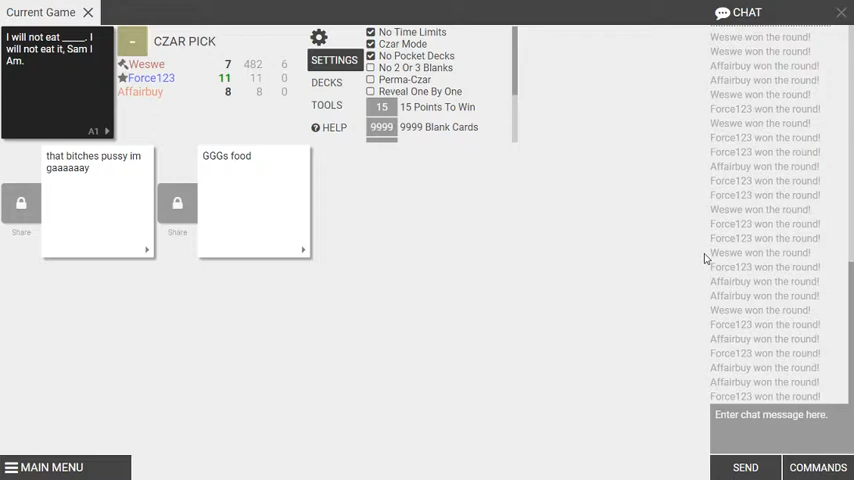 Current Game
CHAT
I will not eat _____. I
will not eat it, Sam I
Am.
A1
-
CZAR PICK
Weswe 7 482 6
Force123 11 11 0
Affairbuy 8 8 0
SETTINGS
DECKS
TOOLS
HELP
No Time Limits
Czar Mode
No Pocket Decks
No 2 Or 3 Blanks
Perma-Czar
Reveal One By One
15 15 Points To Win
9999 9999 Blank Cards
that bitches pussy im
gaaaaaay
Share
GGGs food
Share
Weswe won the round!
Weswe won the round!
Affairbuy won the round!
Affairbuy won the round!
Weswe won the round!
Force123 won the round!
Weswe won the round!
Force123 won the round!
Force123 won the round!
Affairbuy won the round!
Force123 won the round!
Force123 won the round!
Weswe won the round!
Force123 won the round!
Force123 won the round!
Weswe won the round!
Force123 won the round!
Affairbuy won the round!
Affairbuy won the round!
Weswe won the round!
Force123 won the round!
Affairbuy won the round!
Force123 won the round!
Affairbuy won the round!
Affairbuy won the round!
Force123 won the round!
Enter chat message here.
MAIN MENU
SEND
COMMANDS